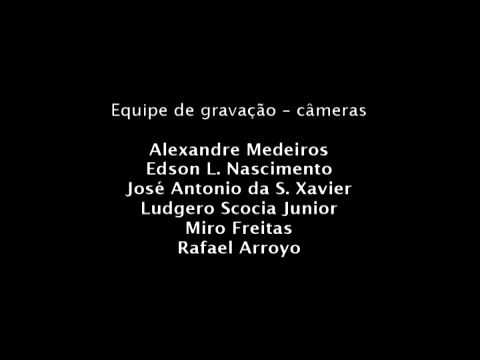 Equipe de gravação – câmeras
Alexandre Medeiros
Edson L. Nascimento
José Antonio da S. Xavier
Ludgero Scocia Junior
Miro Freitas
Rafael Arroyo